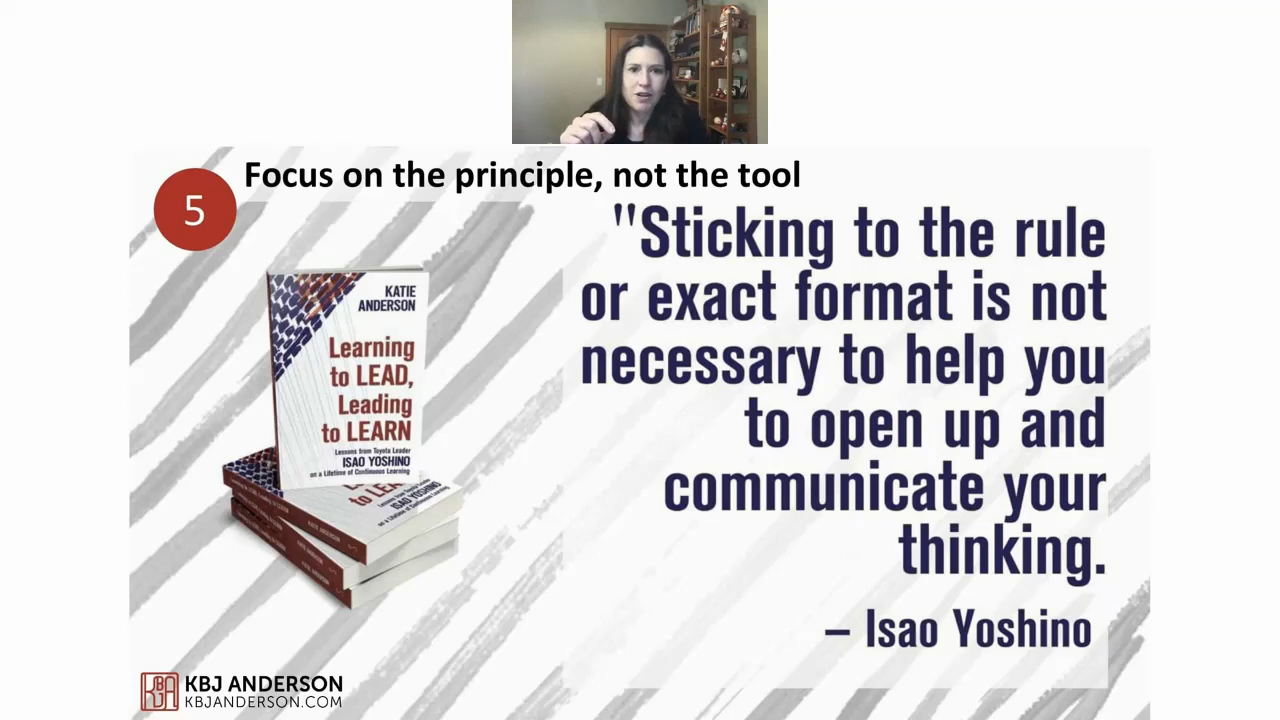 5
Focus on the principle, not the tool
"Sticking to the rule
or exact format is not
necessary to help you
to open up and
communicate your
thinking.
– Isao Yoshino
KATIE
ANDERSON
Learning
to LEAD,
Leading
to LEARN
Lessons from Toyota Leader
ISAO YOSHINO
on a Lifetime of Continuous Learning
KBJ ANDERSON
KBJANDERSON.COM